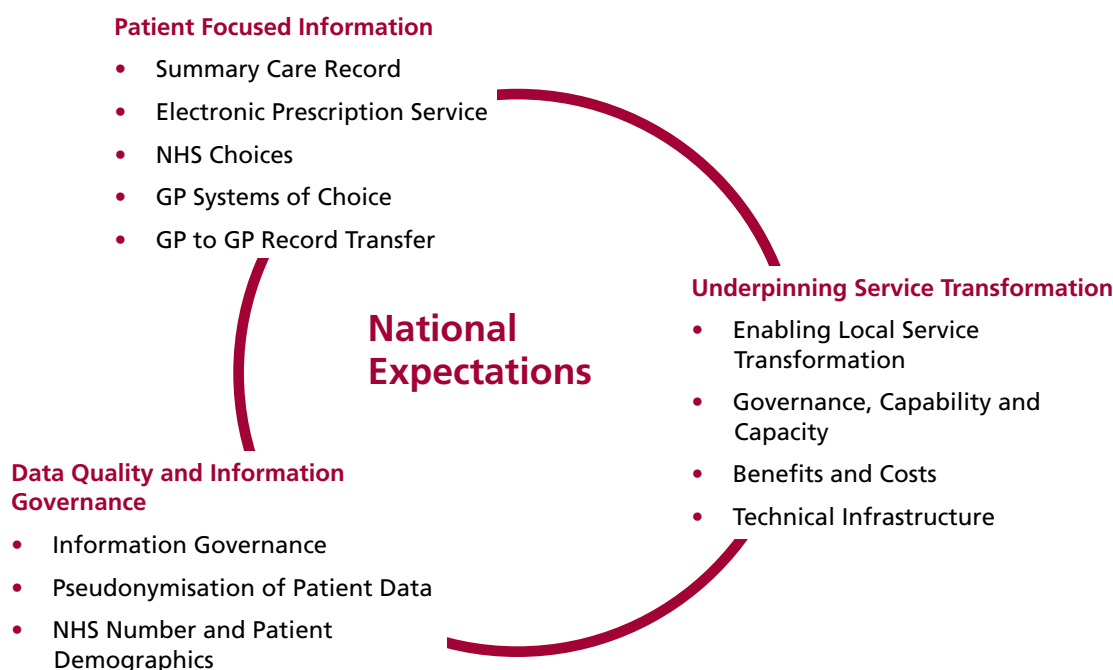 Patient Focused Information
• Summary Care Record
• Electronic Prescription Service
• NHS Choices
• GP Systems of Choice
• GP to GP Record Transfer
National
Expectations
Underpinning Service Transformation
• Enabling Local Service
Transformation
• Governance, Capability and
Capacity
• Benefits and Costs
• Technical Infrastructure
Data Quality and Information
Governance
• Information Governance
• Pseudonymisation of Patient Data
• NHS Number and Patient
Demographics